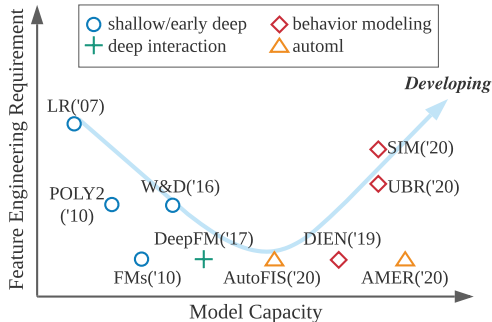 shallow/early deep
behavior modeling
deep interaction
automl
Developing
Feature Engineering Requirement
LR('07)
SIM('20)
W&D('16)
UBR('20)
POLY2
('10)
DeepFM('17)
DIEN('19)
FMs('10)
AutoFIS('20)
AMER('20)
Model Capacity